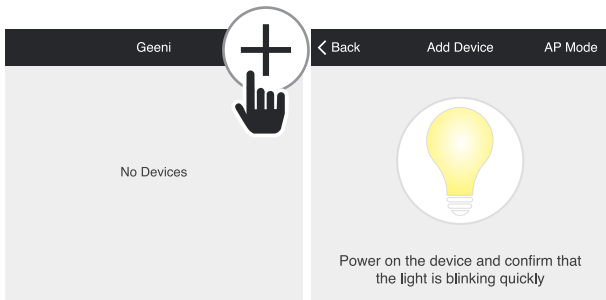 Geeni
No Devices
Back Add Device AP Mode
Power on the device and confirm that
the light is blinking quickly